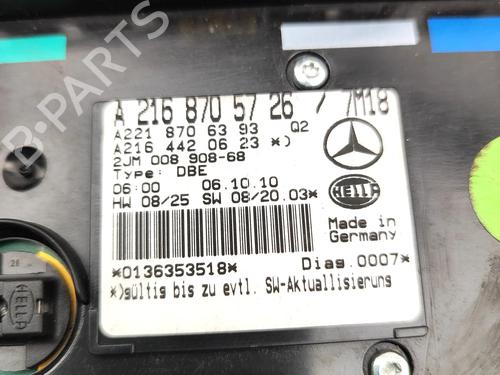 A 216 870 57 26 / 7M18
A221 870 63 93 Q2
A216 442 06 23 *)
2JM 008 908-68
Type: DBE
06:00 06.10.10
HW 08/25 SW 08/20.03*
HELLA
Made in
Germany
*0136353518* Diag.0007*
*)gültig bis zu evtl. SW-Aktuallisierung
HELLA
B-PARTS